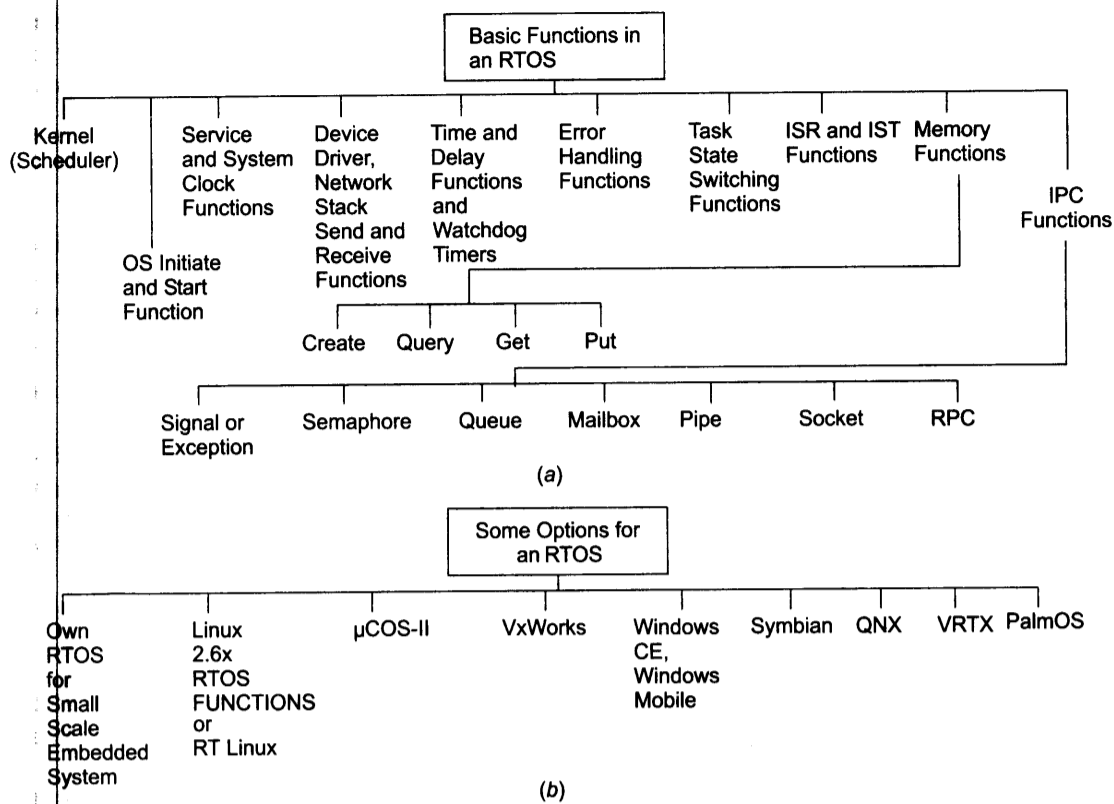 Basic Functions in
an RTOS
Kernel
(Scheduler)
OS Initiate
and Start
Function
Service
and System
Clock
Functions
Device
Driver,
Network
Stack
Send and
Receive
Functions
Time and
Delay
Functions
and
Watchdog
Timers
Error
Handling
Functions
Task
State
Switching
Functions
ISR and IST
Functions
Memory
Functions
IPC
Functions
Create
Query
Get
Put
Signal or
Exception
Semaphore
Queue
Mailbox
Pipe
Socket
RPC
(a)
Some Options for
an RTOS
Own
RTOS
for
Small
Scale
Embedded
System
Linux
2.6x
RTOS
FUNCTIONS
or
RT Linux
µCOS-II
VxWorks
Windows
CE,
Windows
Mobile
Symbian
QNX
VRTX
PalmOS
(b)